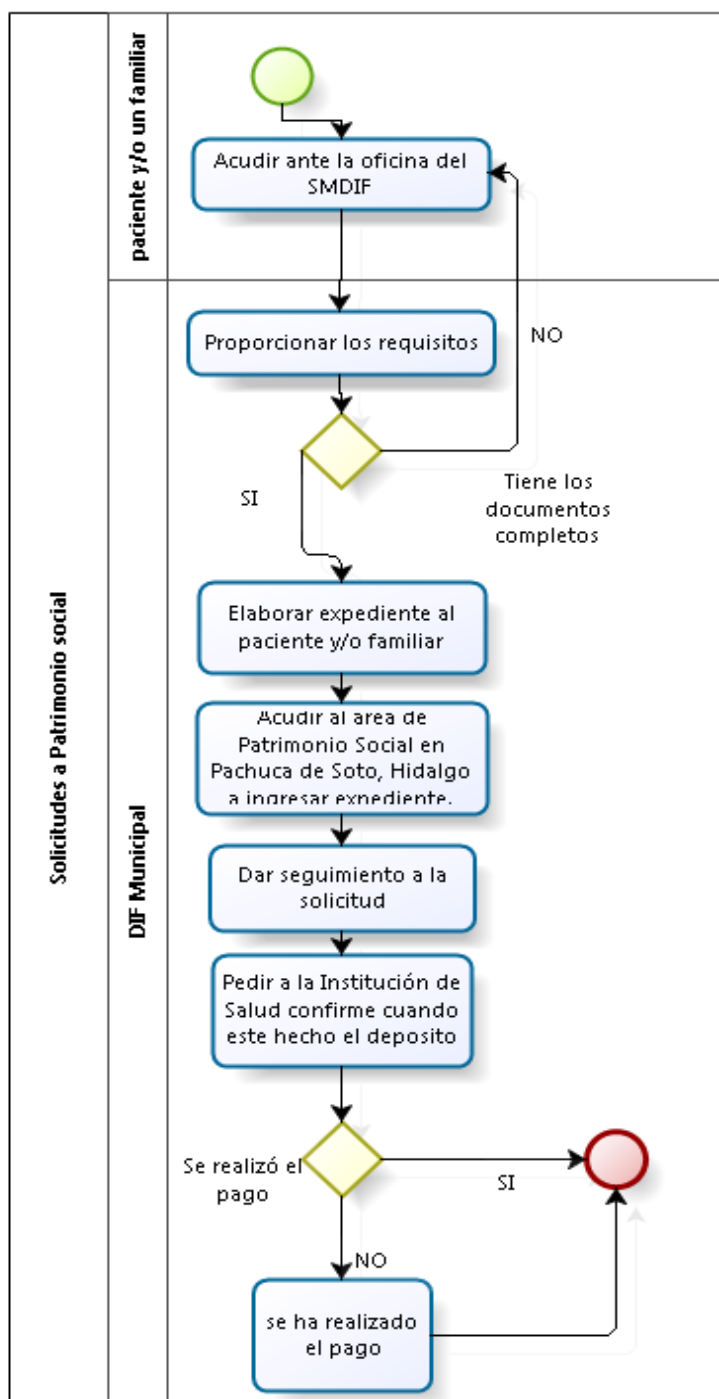 Solicitudes a Patrimonio social
paciente y/o un familiar
Acudir ante la oficina del
SMDIF
DIF Municipal
Proporcionar los requisitos
NO
SI
Tiene los
documentos
completos
Elaborar expediente al
paciente y/o familiar
Acudir al area de
Patrimonio Social en
Pachuca de Soto, Hidalgo
a ingresar expediente.
Dar seguimiento a la
solicitud
Pedir a la Institución de
Salud confirme cuando
este hecho el deposito
Se realizó el
pago
SI
NO
se ha realizado
el pago